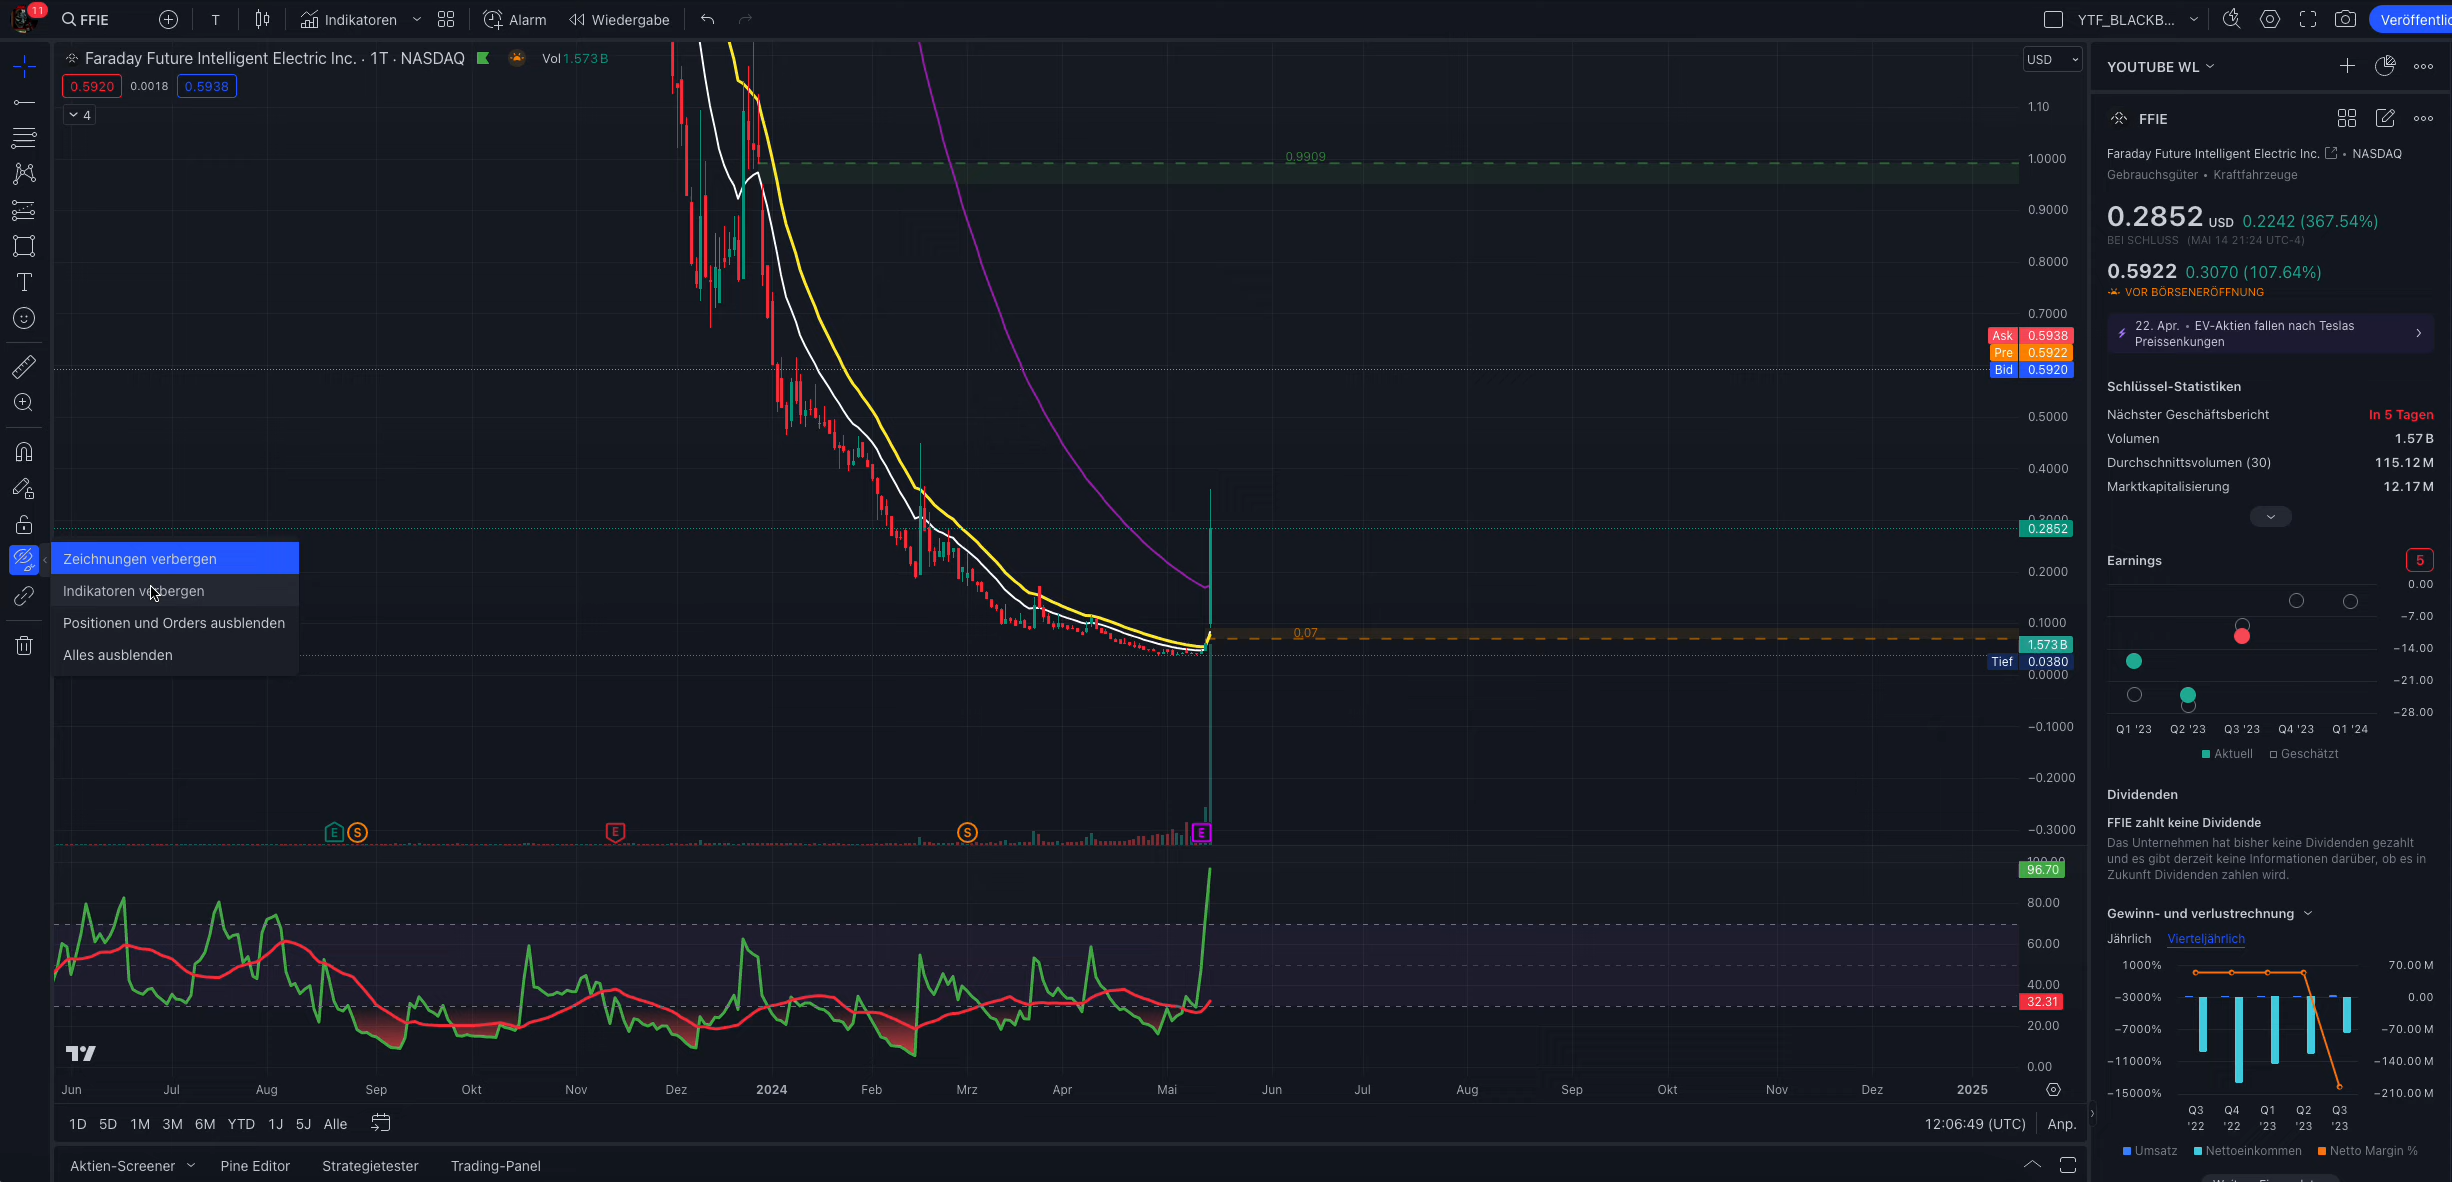 11
FFIE
T
Indikatoren
Alarm
Wiedergabe
YTF_BLACKB...
Veröffentlic
Faraday Future Intelligent Electric Inc. · 1T · NASDAQ
Vol 1.573 B
0.5920 0.0018 0.5938
4
USD
1.10
1.0000
0.9000
0.8000
0.7000
Ask 0.5938
Pre 0.5922
Bid 0.5920
0.5000
0.4000
0.3000
0.2852
0.2000
0.1000
1.573 B
Tief 0.0380
0.0000
−0.1000
−0.2000
−0.3000
0.9909
0.07
Zeichnungen verbergen
Indikatoren verbergen
Positionen und Orders ausblenden
Alles ausblenden
E S E S E
100.00
96.70
80.00
60.00
40.00
32.31
20.00
0.00
Jun Jul Aug Sep Okt Nov Dez 2024 Feb Mrz Apr Mai Jun Jul Aug Sep Okt Nov Dez 2025
1D 5D 1M 3M 6M YTD 1J 5J Alle
12:06:49 (UTC) Anp.
Aktien-Screener Pine Editor Strategietester Trading-Panel
YOUTUBE WL
FFIE
Faraday Future Intelligent Electric Inc. • NASDAQ
Gebrauchsgüter • Kraftfahrzeuge
0.2852 USD 0.2242 (367.54%)
BEI SCHLUSS (MAI 14 21:24 UTC-4)
0.5922 0.3070 (107.64%)
VOR BÖRSENERÖFFNUNG
22. Apr. • EV-Aktien fallen nach Teslas
Preissenkungen
Schlüssel-Statistiken
Nächster Geschäftsbericht In 5 Tagen
Volumen 1.57 B
Durchschnittsvolumen (30) 115.12 M
Marktkapitalisierung 12.17 M
Earnings 5
0.00
−7.00
−14.00
−21.00
−28.00
Q1 '23 Q2 '23 Q3 '23 Q4 '23 Q1 '24
Aktuell Geschätzt
Dividenden
FFIE zahlt keine Dividende
Das Unternehmen hat bisher keine Dividenden gezahlt
und es gibt derzeit keine Informationen darüber, ob es in
Zukunft Dividenden zahlen wird.
Gewinn- und verlustrechnung
Jährlich Vierteljährlich
1000% 70.00 M
−3000% 0.00
−7000% −70.00 M
−11000% −140.00 M
−15000% −210.00 M
Q3 Q4 Q1 Q2 Q3
'22 '22 '23 '23 '23
Umsatz Nettoeinkommen Netto Margin %